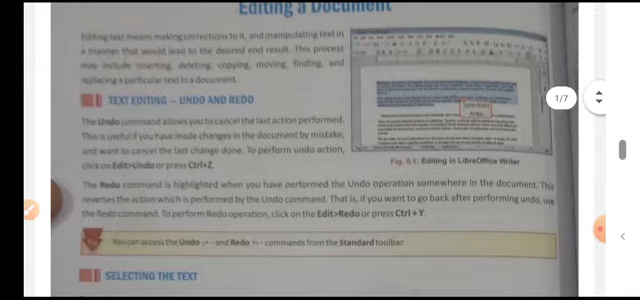 Editing a Document
Editing text means making corrections to it, and manipulating text in
a manner that would lead to the desired end result. This process
may include inserting, deleting, copying, moving, finding, and
replacing a particular text in a document.
TEXT EDITING – UNDO AND REDO
The Undo command allows you to cancel the last action performed.
This is useful if you have made changes in the document by mistake,
and want to cancel the last change done. To perform undo action,
click on Edit>Undo or press Ctrl+Z.
Selection
Area
1/7
Fig. 5.1: Editing in LibreOffice Writer
The Redo command is highlighted when you have performed the Undo operation somewhere in the document. This
reverses the action which is performed by the Undo command. That is, if you want to go back after performing undo, use
the Redo command. To perform Redo operation, click on the Edit>Redo or press Ctrl + Y.
You can access the Undo and Redo commands from the Standard toolbar.
SELECTING THE TEXT